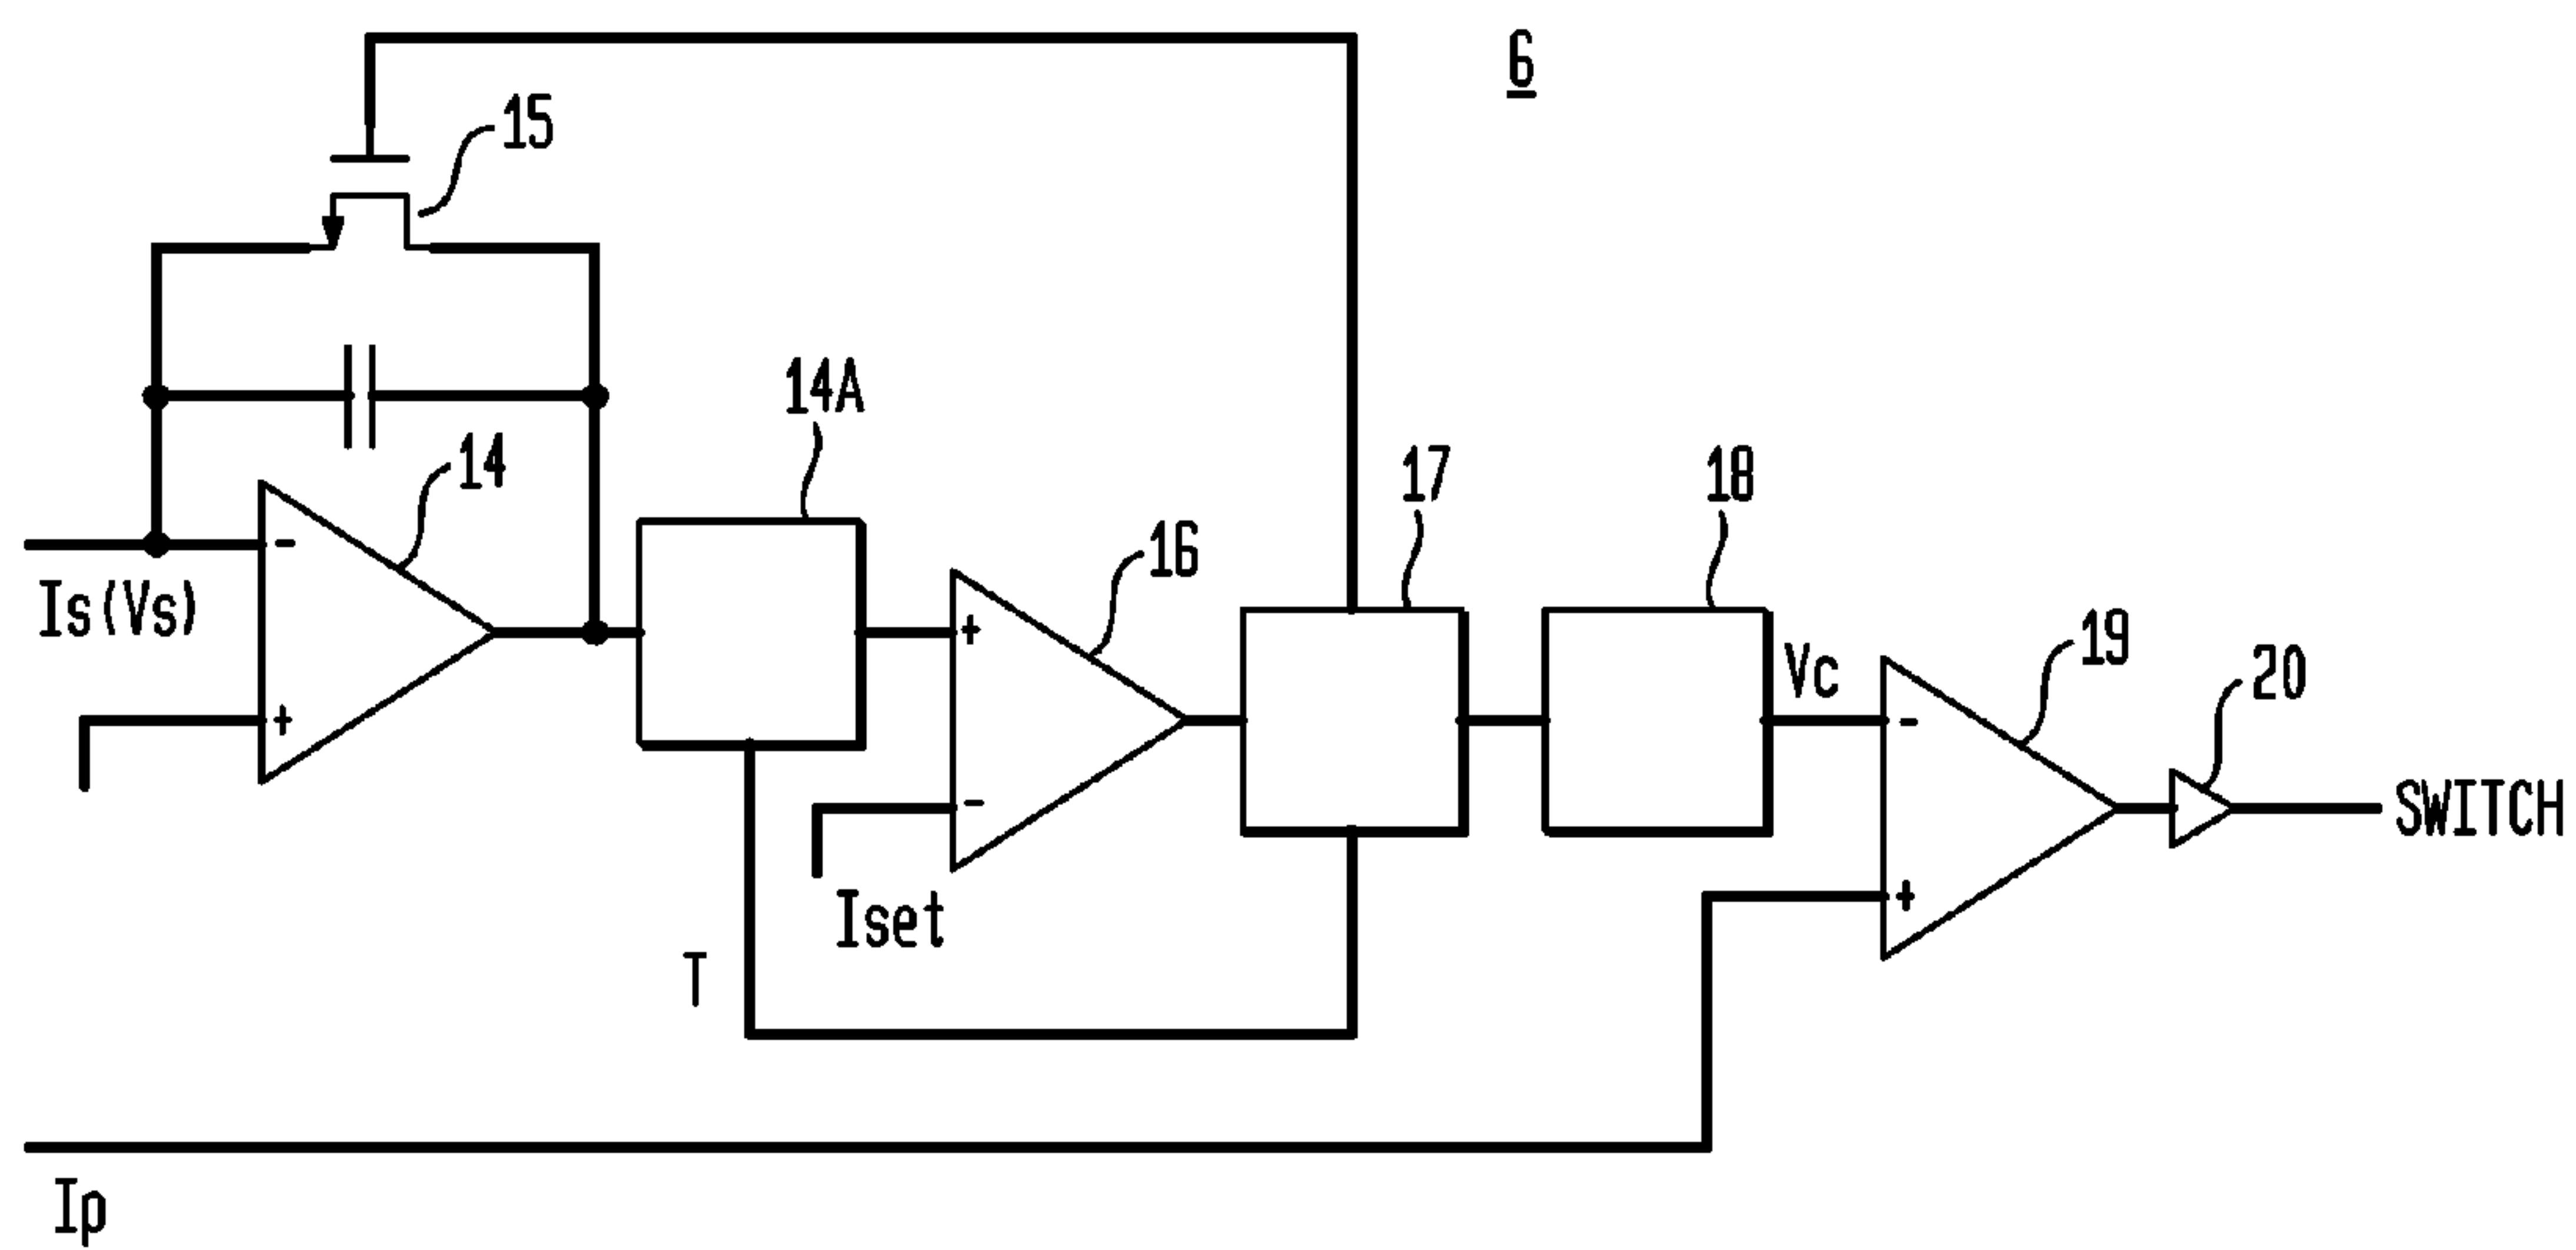 6
15
14A
14
17
18
16
Is(Vs)
-
+
+
-
Vc
19
20
-
+
SWITCH
Iset
T
Ip